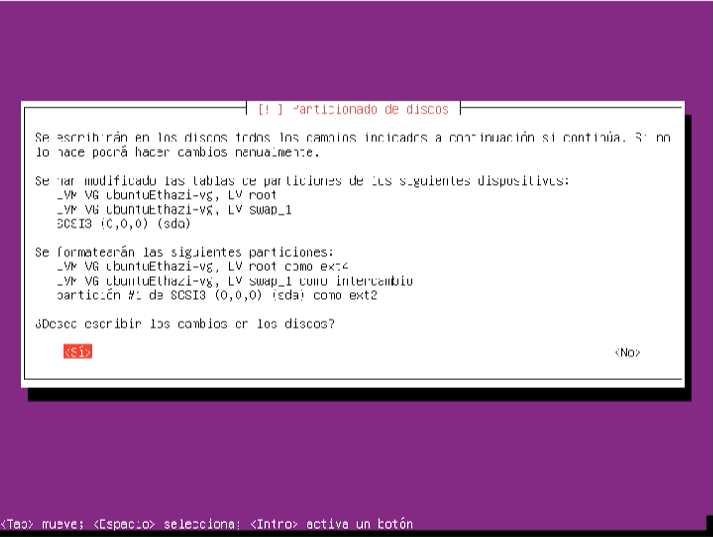 [!] Particionado de discos
Se escribirán en los discos todos los cambios indicados a continuación si continúa. Si no
lo hace podrá hacer cambios manualmente.
Se han modificado las tablas de particiones de los siguientes dispositivos:
LVM VG ubuntuEthazi-vg, LV root
LVM VG ubuntuEthazi-vg, LV swap_1
SCSI3 (0,0,0) (sda)
Se formatearán las siguientes particiones:
LVM VG ubuntuEthazi-vg, LV root como ext4
LVM VG ubuntuEthazi-vg, LV swap_1 como intercambio
partición #1 de SCSI3 (0,0,0) (sda) como ext2
¿Desea escribir los cambios en los discos?
<Sí> <No>
<Tab> mueve; <Espacio> selecciona; <Intro> activa un botón